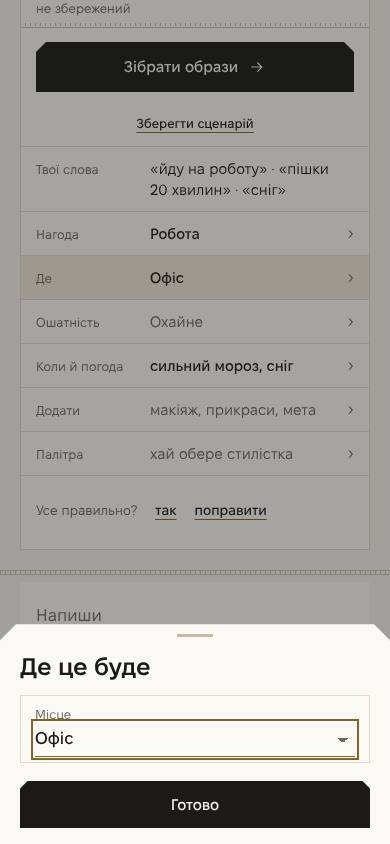 не збережений
Зібрати образи →
Зберегти сценарій
Твої слова «йду на роботу» · «пішки
20 хвилин» · «сніг»
Нагода Робота ›
Де Офіс ›
Ошатність Охайне ›
Коли й погода сильний мороз, сніг ›
Додати макіяж, прикраси, мета ›
Палітра хай обере стилістка ›
Усе правильно? так поправити
Напиши
Де це буде
Місце
Офіс
Готово